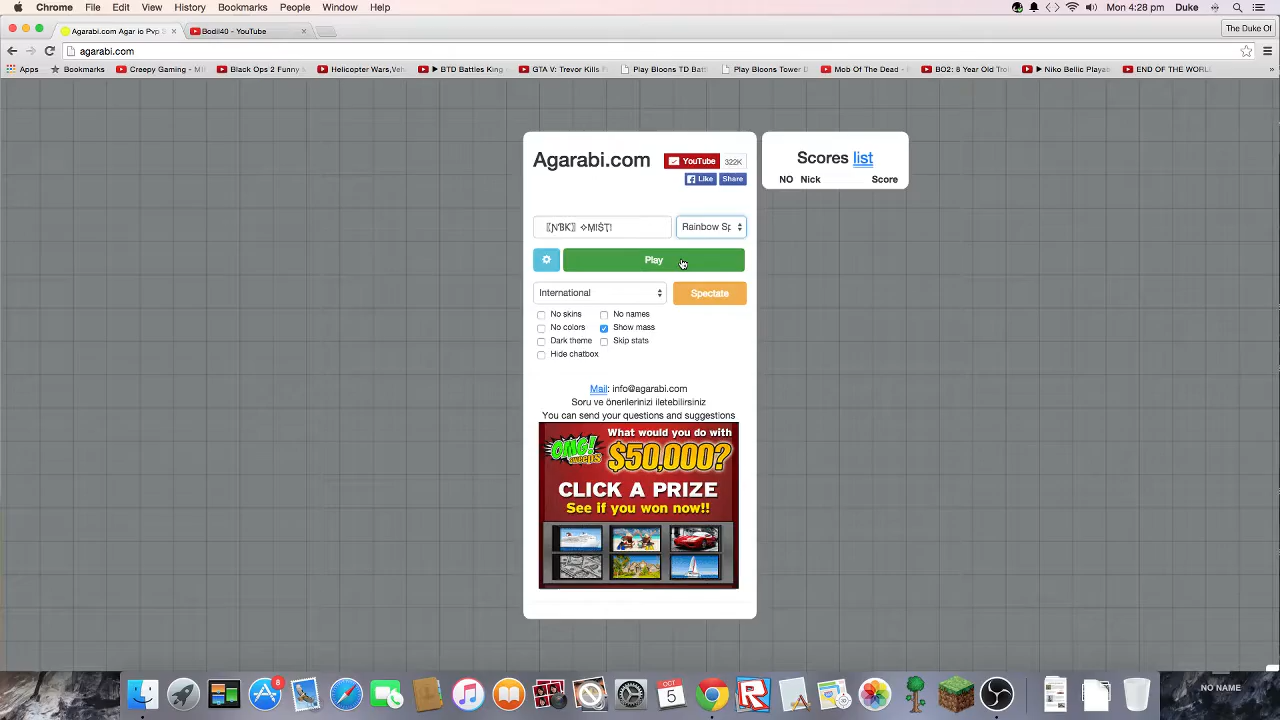 Chrome File Edit View History Bookmarks People Window Help Mon 4:28 pm Duke
Agarabi.com Agar io Pvp Bodil40 - YouTube The Duke Of
agarabi.com
Apps Bookmarks Creepy Gaming - Black Ops 2 Funny Helicopter Wars,Vet ▶ BTD Battles King GTA V: Trevor Kills Play Bloons TD Batt Play Bloons Tower D Mob Of The Dead - BO2: 8 Year Old Tro ▶ Niko Bellic Playab END OF THE WORL »
Agarabi.com YouTube 322K
Like Share
Scores list
NO Nick Score
Rainbow Sp
Play
International Spectate
No skins No names
No colors Show mass
Dark theme Skip stats
Hide chatbox
Mail: info@agarabi.com
Soru ve önerilerinizi iletebilirsiniz
You can send your questions and suggestions
OMG! sweeps What would you do with
$50,000?
CLICK A PRIZE
See if you won now!!
8
OCT
5
NO NAME